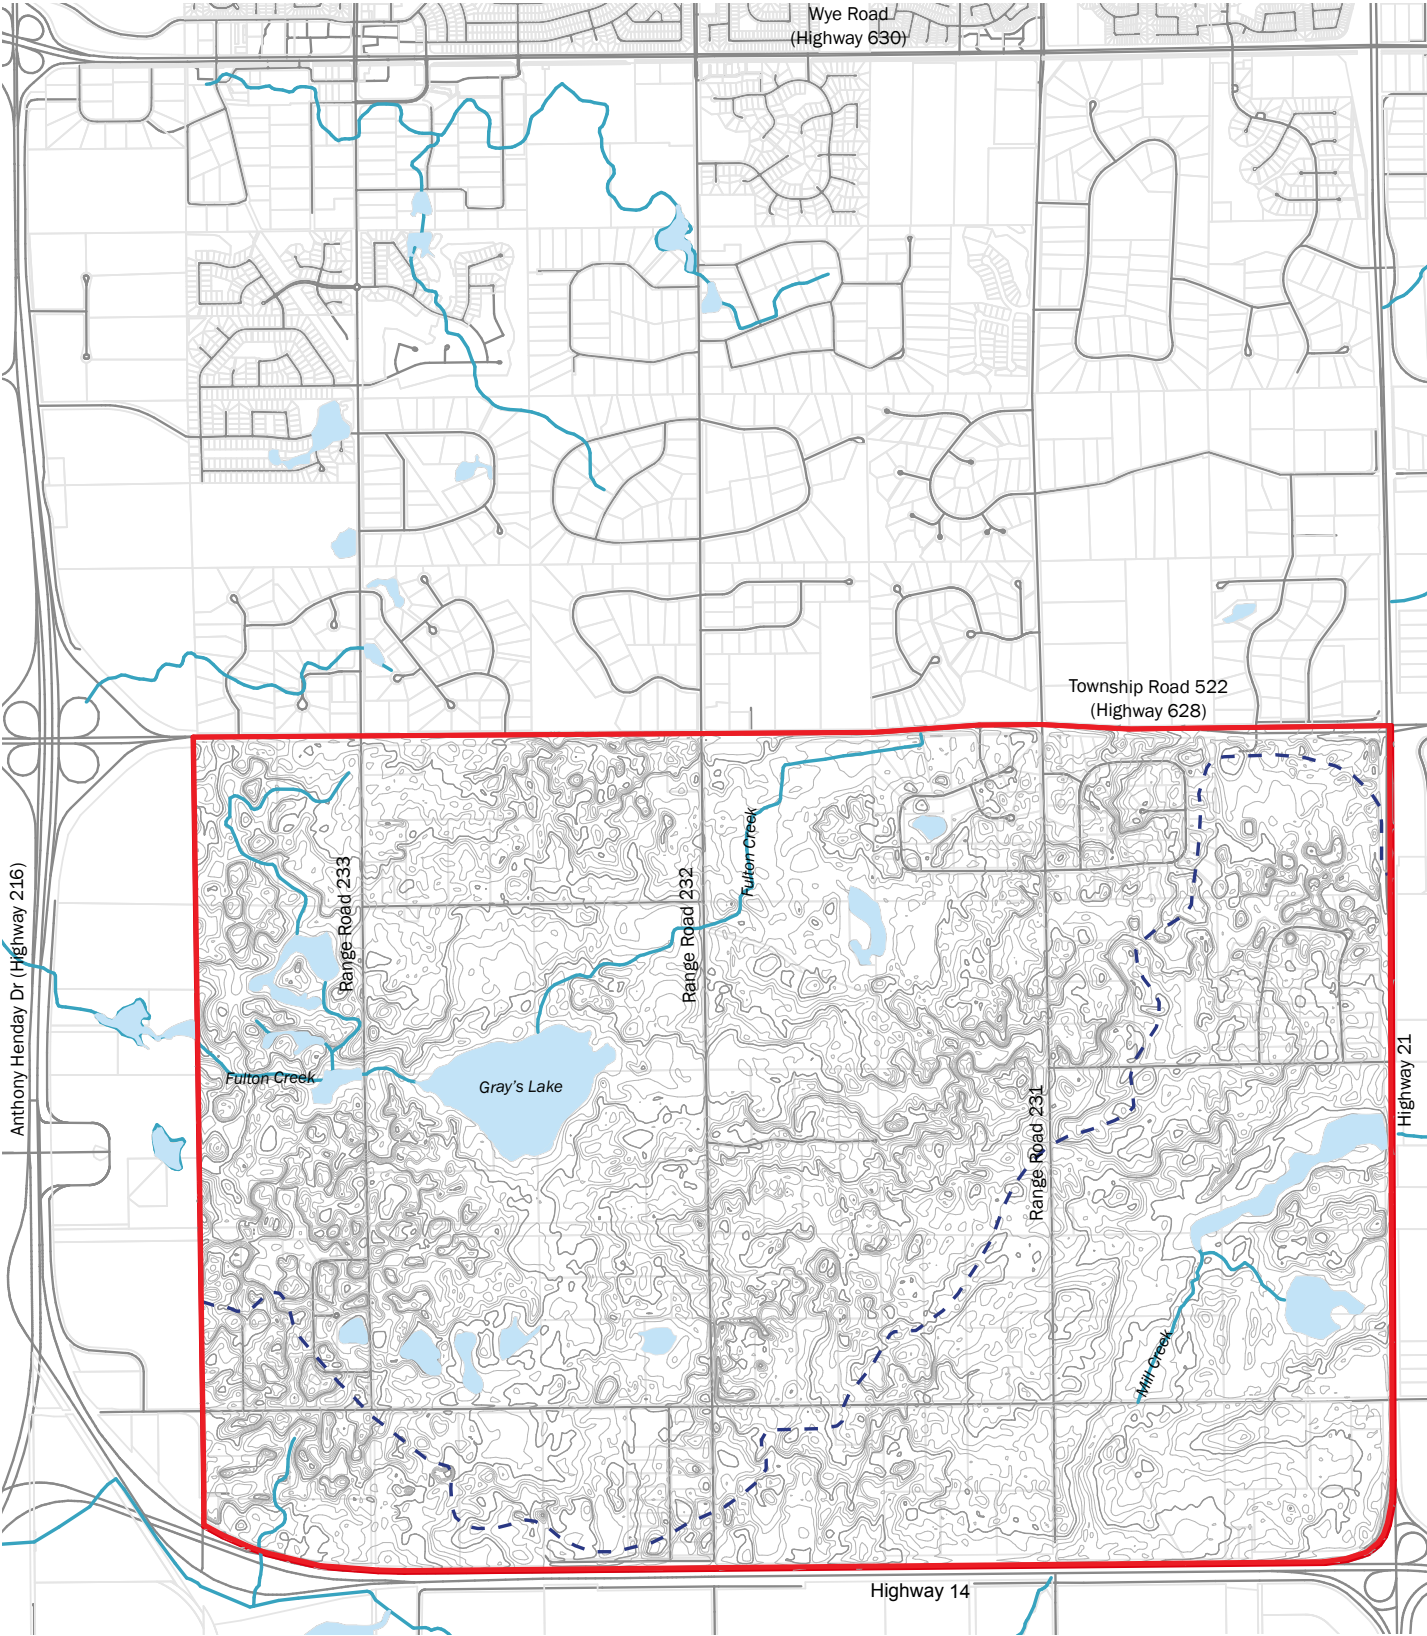 Wye Road
(Highway 630)
Township Road 522
(Highway 628)
Fulton Creek
Range Road 233
Range Road 232
Anthony Henday Dr (Highway 216)
Fulton Creek
Gray's Lake
Range Road 231
Highway 21
Mill Creek
Highway 14